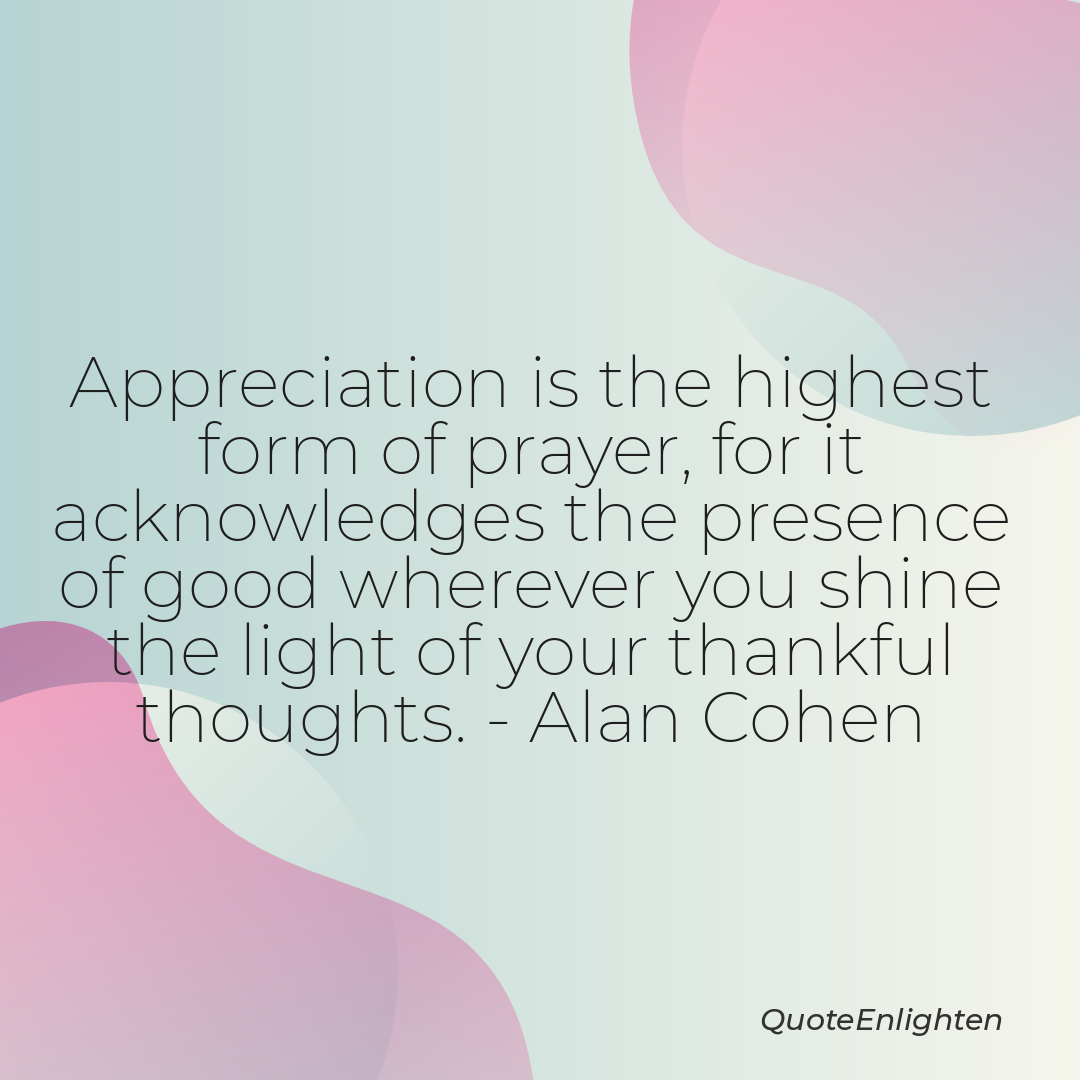 Appreciation is the highest
form of prayer, for it
acknowledges the presence
of good wherever you shine
the light of your thankful
thoughts. - Alan Cohen
QuoteEnlighten